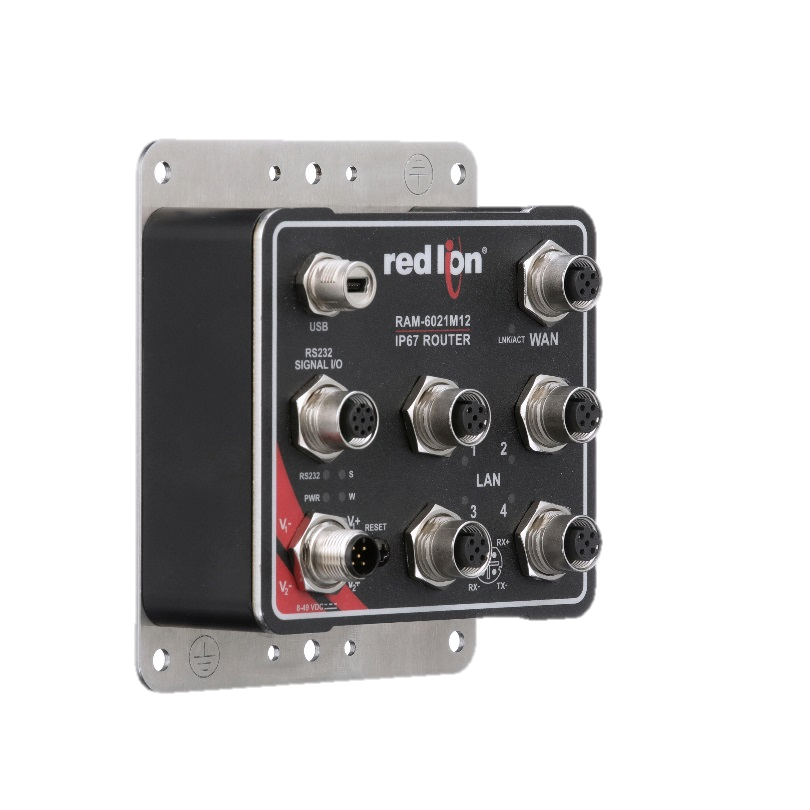 red lion®
USB
RAM-6021M12
IP67 ROUTER
LNK/ACT WAN
RS232
SIGNAL I/O
1 2
LAN
3 4
RS232 S
PWR W
V1- V1+ RESET
V2- V2+
8-49 VDC
RX+
RX- TX-